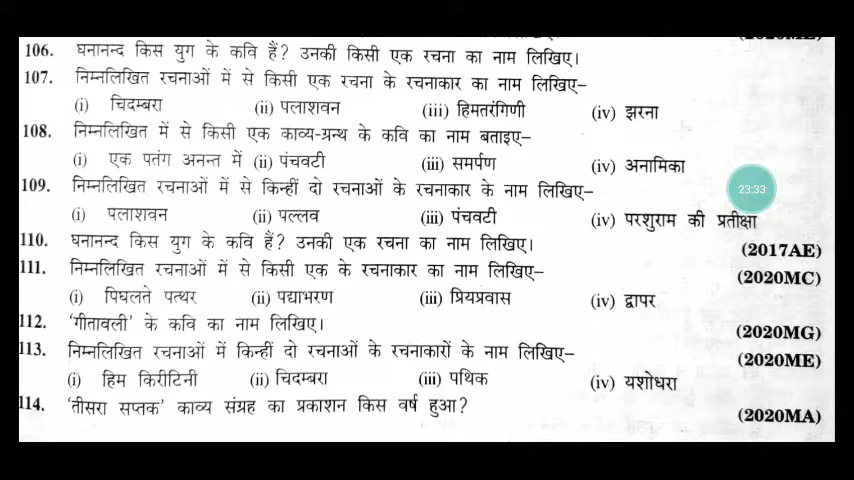 106. घनानन्द किस युग के कवि हैं? उनकी किसी एक रचना का नाम लिखिए।
107. निम्नलिखित रचनाओं में से किसी एक रचना के रचनाकार का नाम लिखिए–
(i) चिदम्बरा (ii) पलाशवन (iii) हिमतरंगिणी (iv) झरना
108. निम्नलिखित में से किसी एक काव्य-ग्रन्थ के कवि का नाम बताइए–
(i) एक पतंग अनन्त में (ii) पंचवटी (iii) समर्पण (iv) अनामिका
23:33
109. निम्नलिखित रचनाओं में से किन्हीं दो रचनाओं के रचनाकार के नाम लिखिए–
(i) पलाशवन (ii) पल्लव (iii) पंचवटी (iv) परशुराम की प्रतीक्षा
110. घनानन्द किस युग के कवि हैं? उनकी एक रचना का नाम लिखिए। (2017AE)
111. निम्नलिखित रचनाओं में से किसी एक के रचनाकार का नाम लिखिए– (2020MC)
(i) पिघलते पत्थर (ii) पद्याभरण (iii) प्रियप्रवास (iv) द्वापर
112. ‘गीतावली’ के कवि का नाम लिखिए। (2020MG)
113. निम्नलिखित रचनाओं में किन्हीं दो रचनाओं के रचनाकारों के नाम लिखिए– (2020ME)
(i) हिम किरीटिनी (ii) चिदम्बरा (iii) पथिक (iv) यशोधरा
114. ‘तीसरा सप्तक’ काव्य संग्रह का प्रकाशन किस वर्ष हुआ? (2020MA)